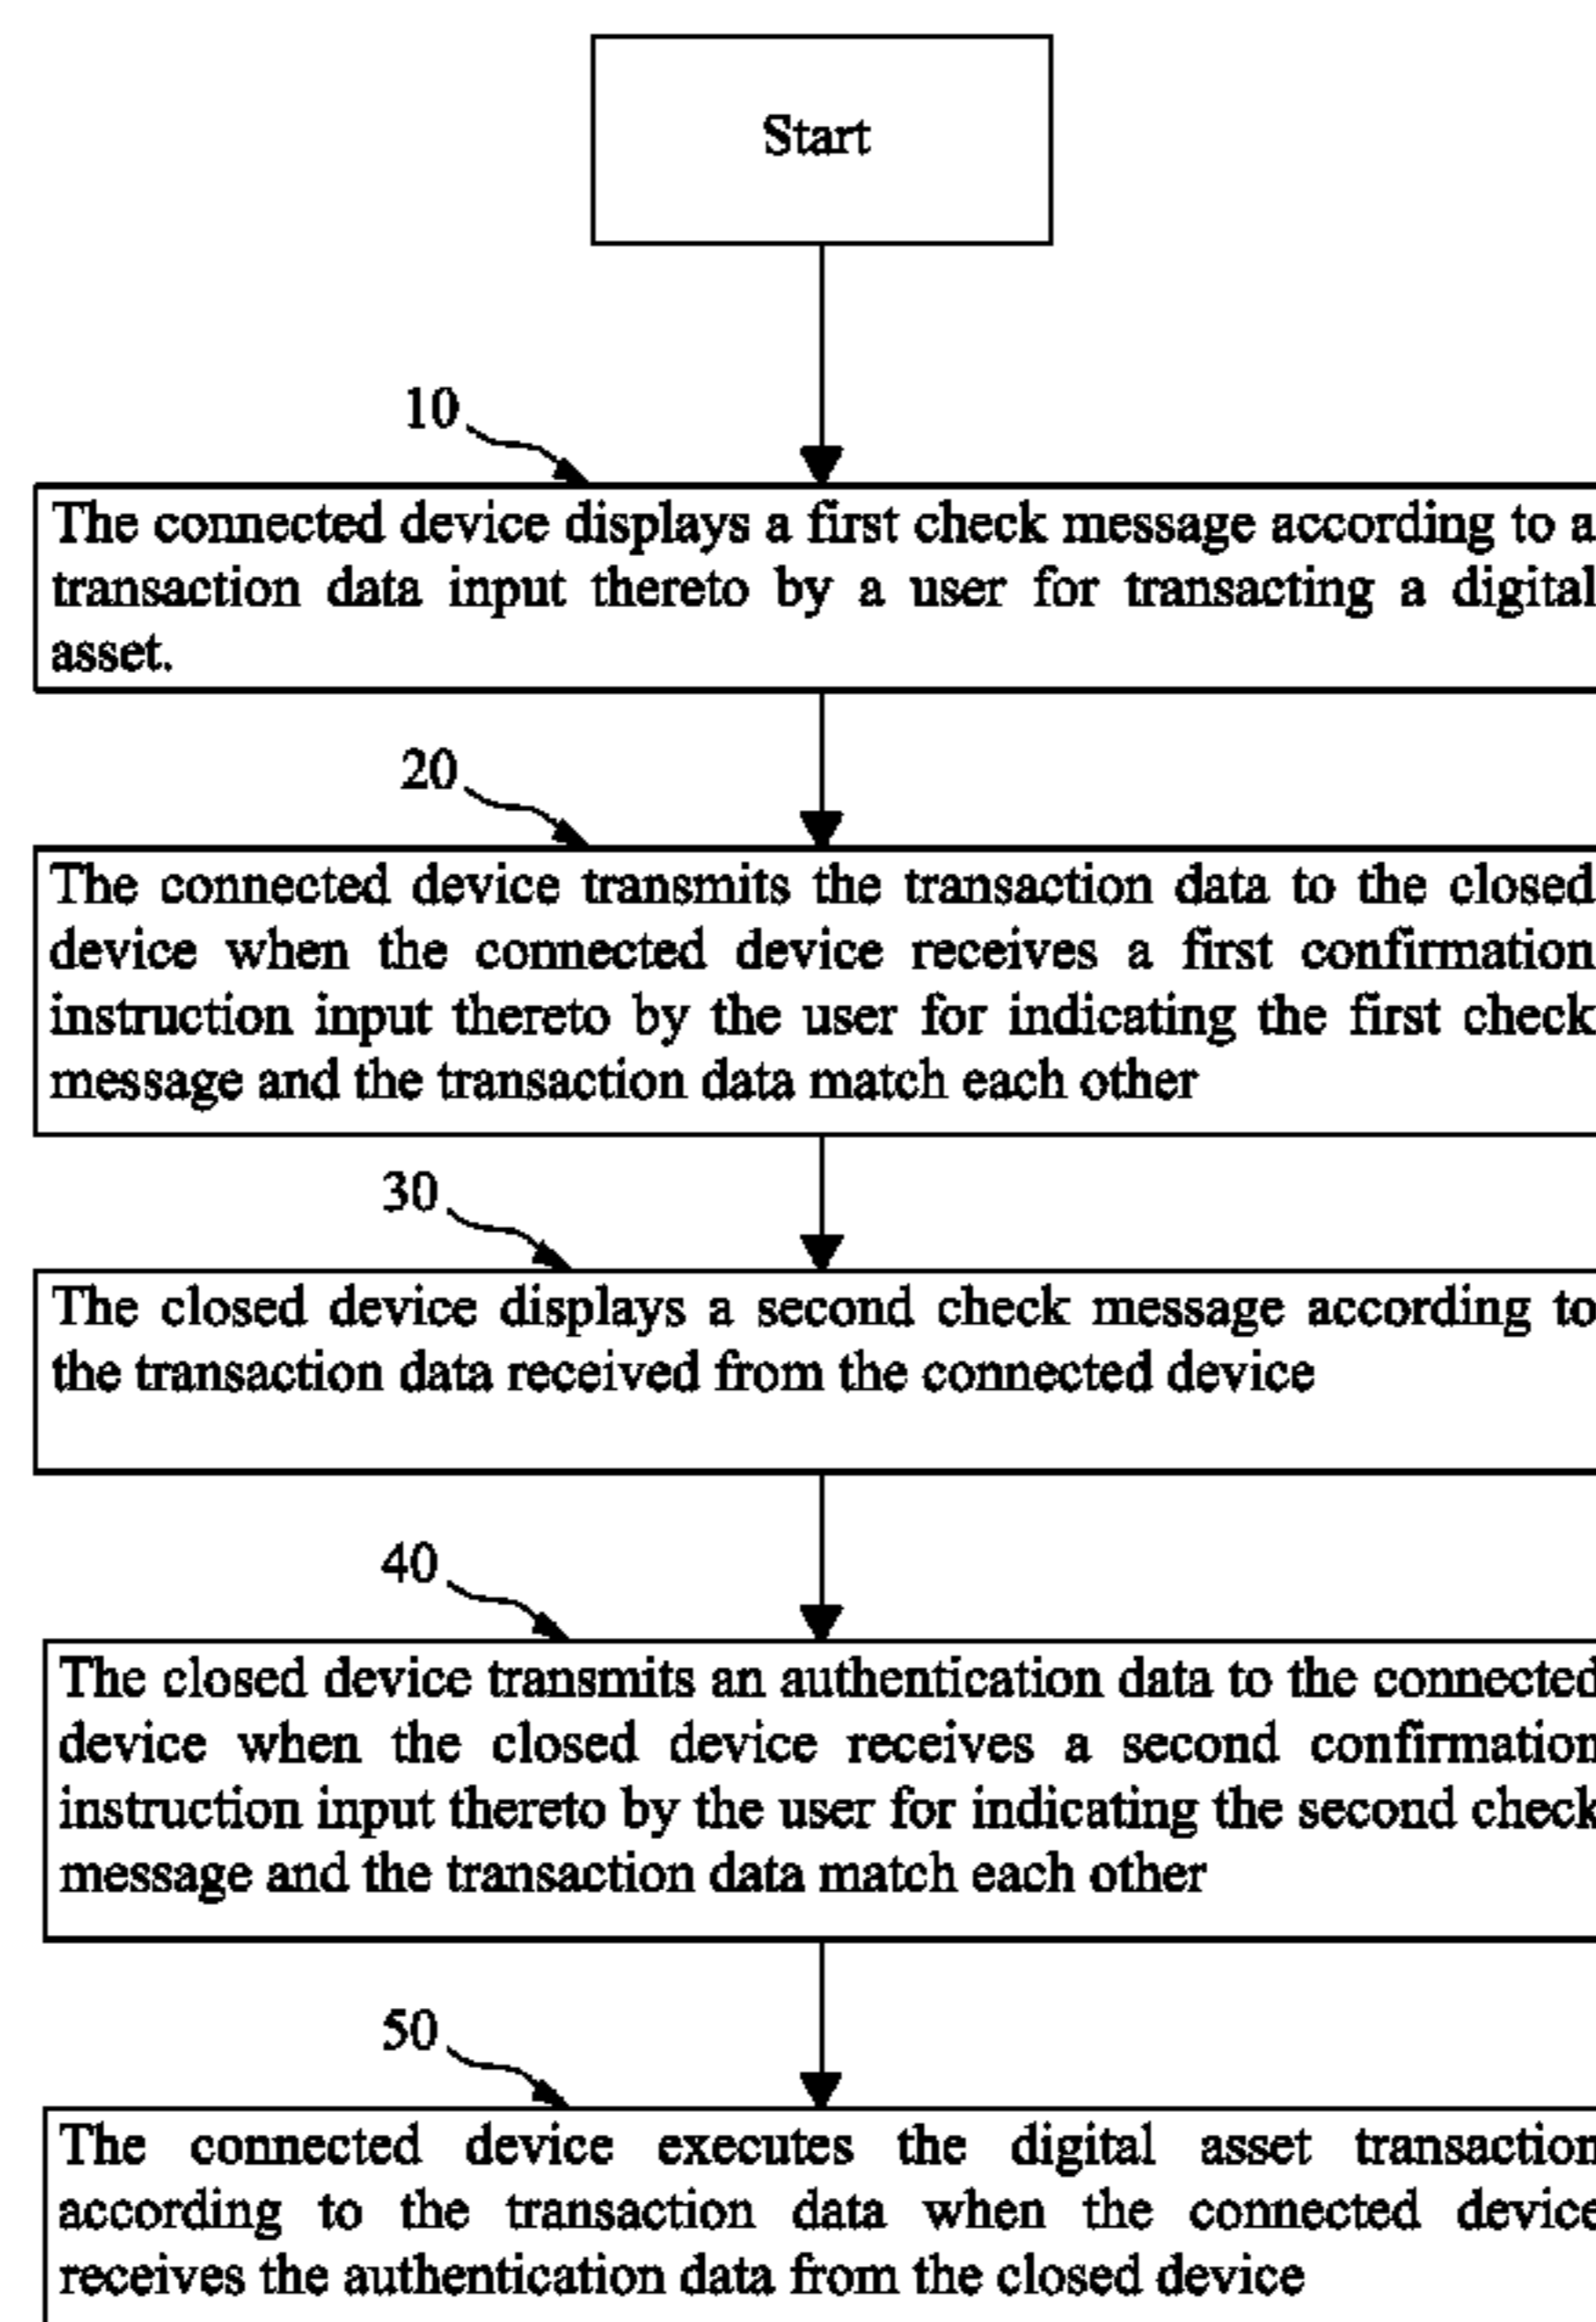 Start
10
The connected device displays a first check message according to a
transaction data input thereto by a user for transacting a digital
asset.
20
The connected device transmits the transaction data to the closed
device when the connected device receives a first confirmation
instruction input thereto by the user for indicating the first check
message and the transaction data match each other
30
The closed device displays a second check message according to
the transaction data received from the connected device
40
The closed device transmits an authentication data to the connected
device when the closed device receives a second confirmation
instruction input thereto by the user for indicating the second check
message and the transaction data match each other
50
The connected device executes the digital asset transaction
according to the transaction data when the connected device
receives the authentication data from the closed device